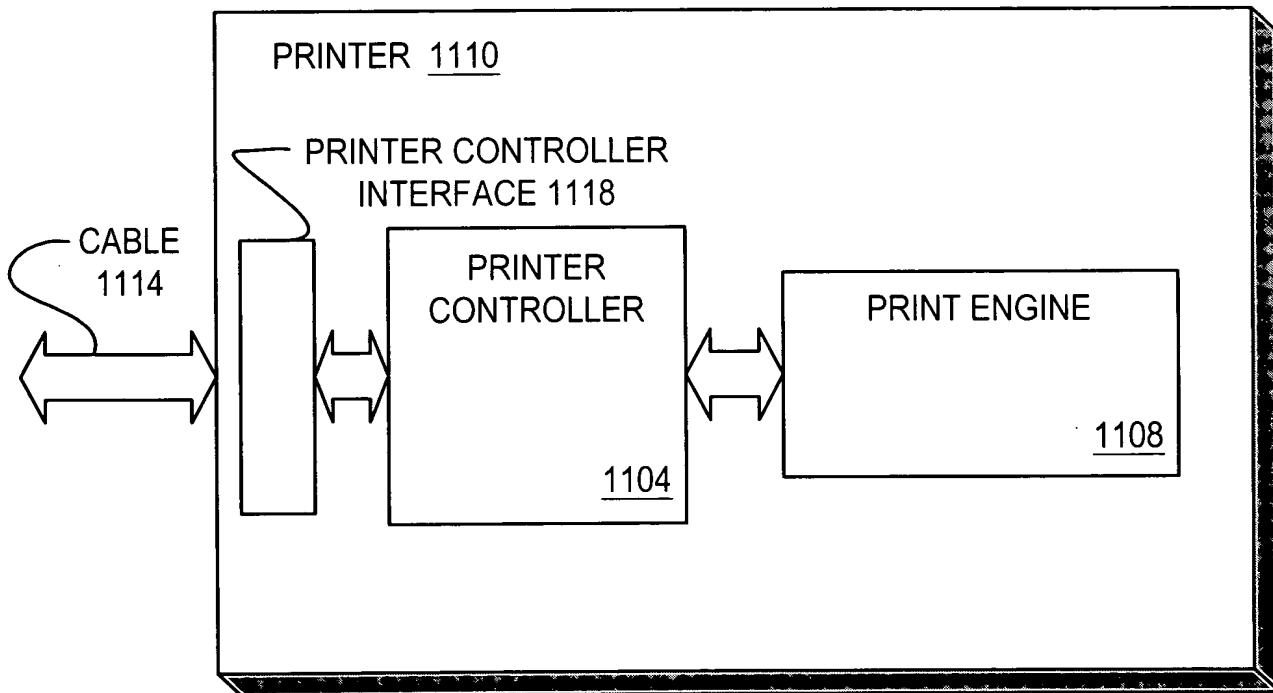 PRINTER 1110
PRINTER CONTROLLER
INTERFACE 1118
CABLE
1114
PRINTER
CONTROLLER
1104
PRINT ENGINE
1108